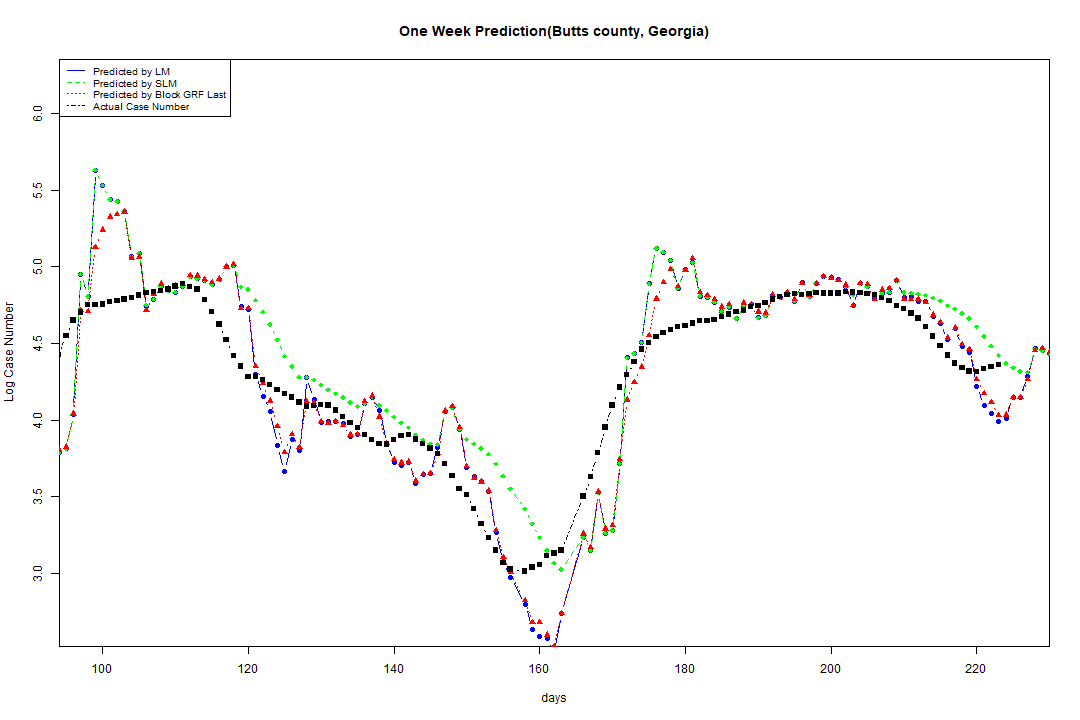 One Week Prediction(Butts county, Georgia)
Predicted by LM
Predicted by SLM
Predicted by Block GRF Last
Actual Case Number
Log Case Number
6.0
5.5
5.0
4.5
4.0
3.5
3.0
100 120 140 160 180 200 220
days